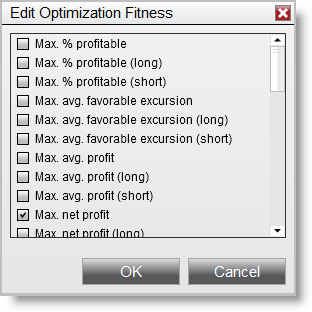 Edit Optimization Fitness
Max. % profitable
Max. % profitable (long)
Max. % profitable (short)
Max. avg. favorable excursion
Max. avg. favorable excursion (long)
Max. avg. favorable excursion (short)
Max. avg. profit
Max. avg. profit (long)
Max. avg. profit (short)
Max. net profit
Max. net profit (long)
OK
Cancel